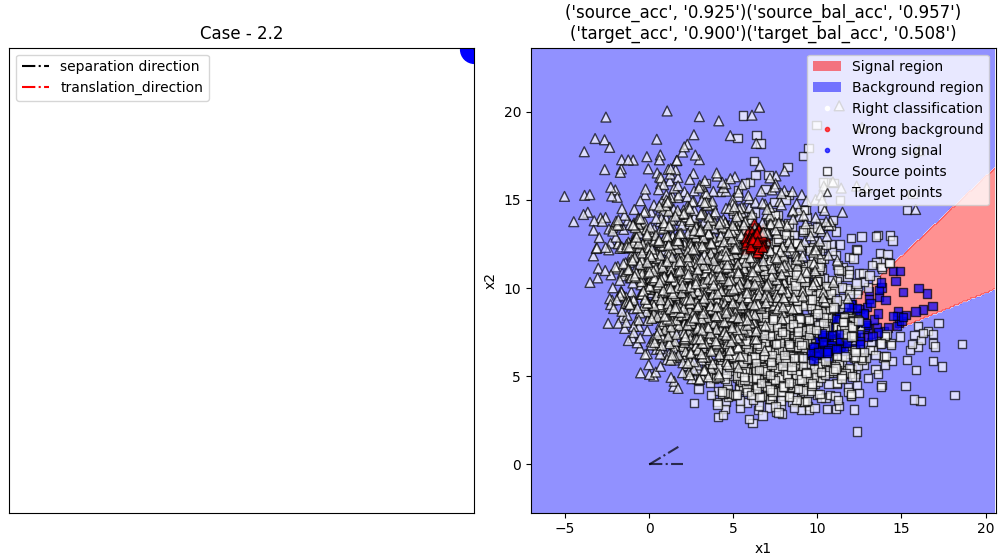 Case - 2.2
separation direction
translation_direction
('source_acc', '0.925')('source_bal_acc', '0.957')
('target_acc', '0.900')('target_bal_acc', '0.508')
Signal region
Background region
Right classification
Wrong background
Wrong signal
Source points
Target points
x2
20
15
10
5
0
−5 0 5 10 15 20
x1